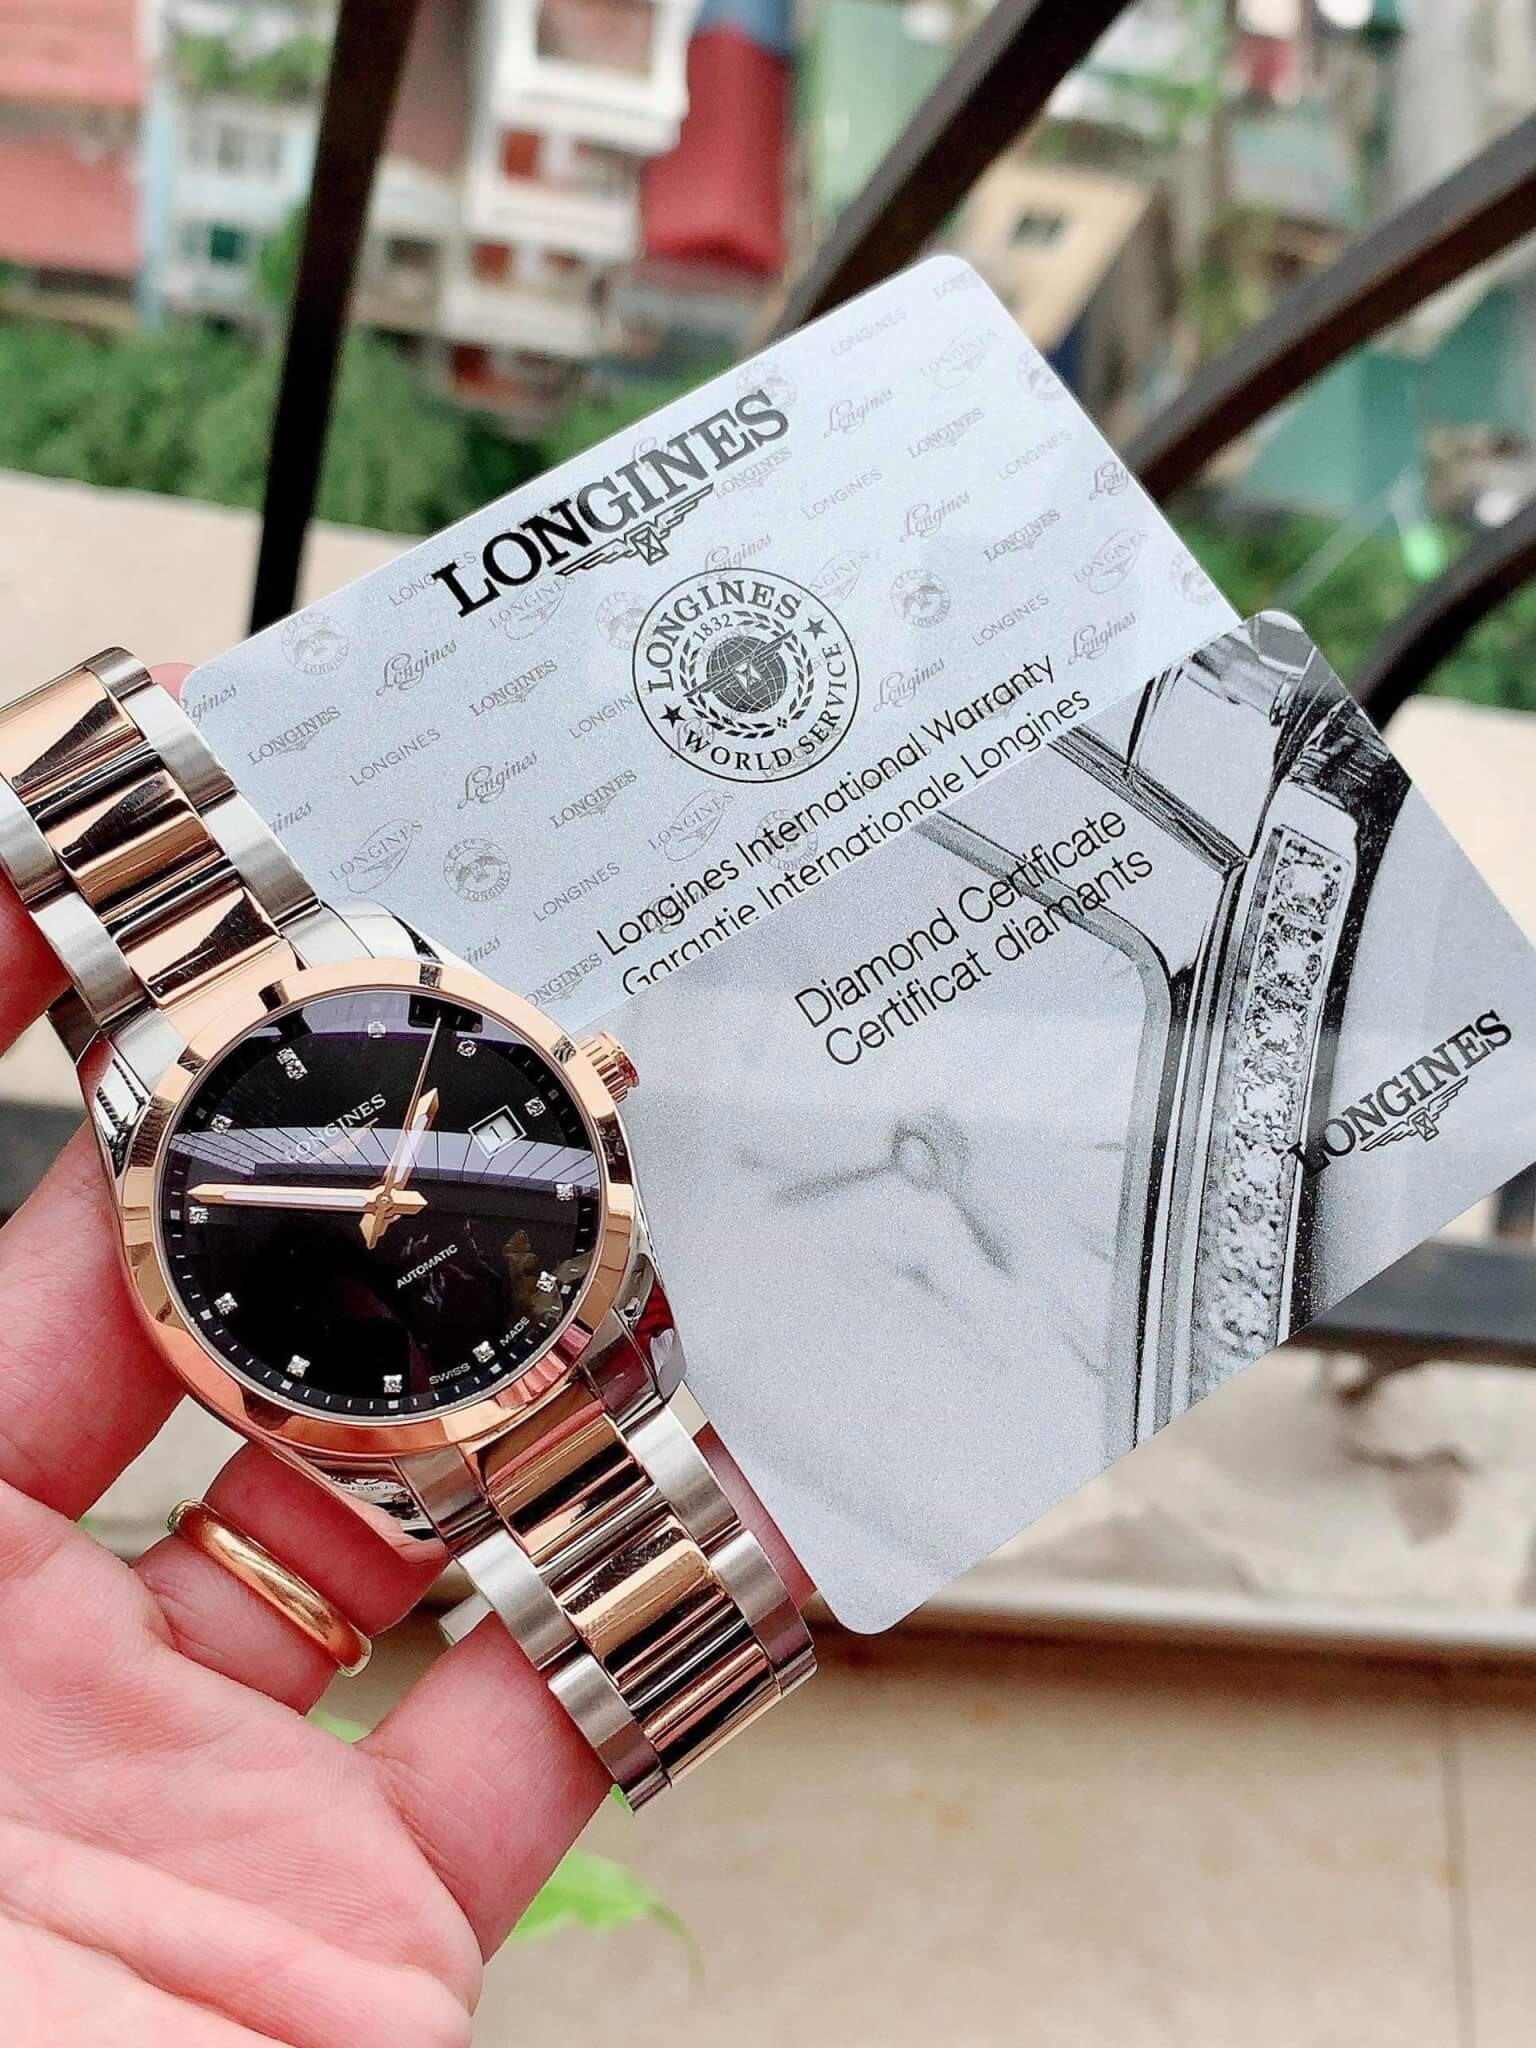 LONGINES
LONGINES
1832
WORLD SERVICE
Longines International Warranty
Garantie Internationale Longines
Diamond Certificate
Certificat diamants
LONGINES
LONGINES
1
AUTOMATIC
SWISS MADE